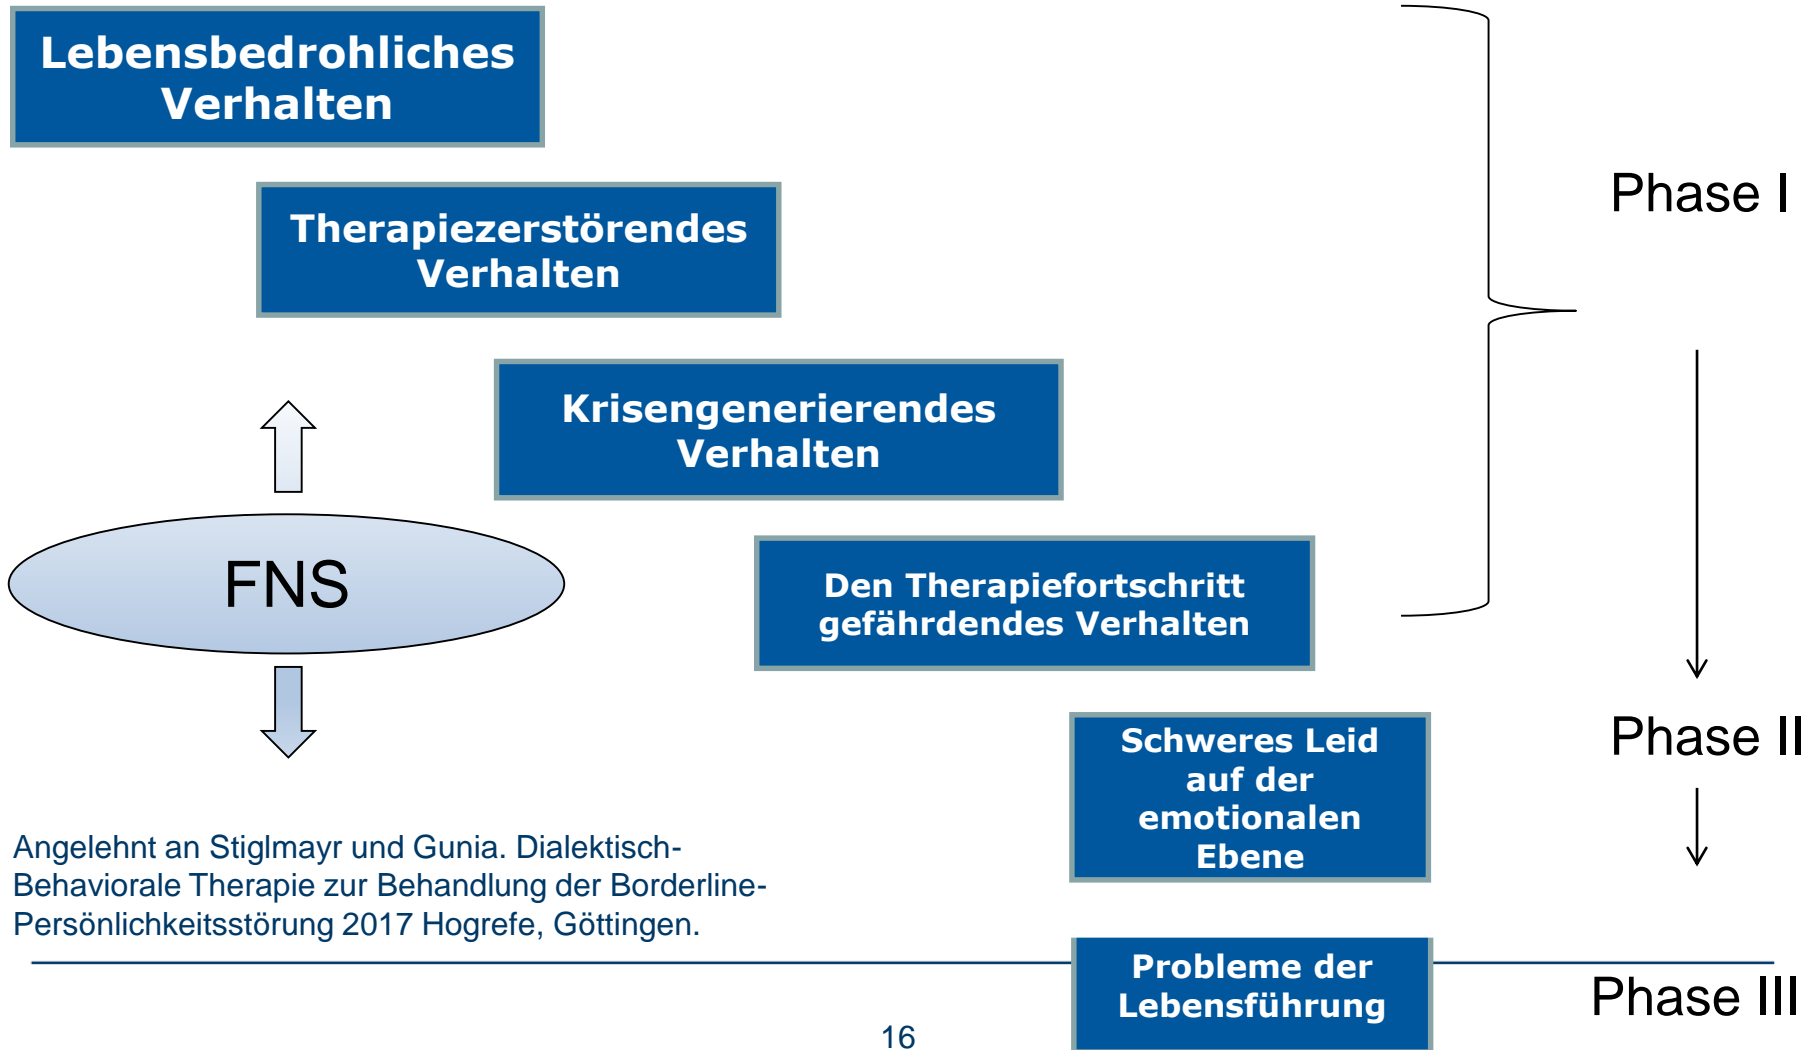 Lebensbedrohliches
Verhalten
Phase I
Therapiezerstörendes
Verhalten
Krisengenerierendes
Verhalten
FNS
Den Therapiefortschritt
gefährdendes Verhalten
Schweres Leid
auf der
emotionalen
Ebene
Phase II
Angelehnt an Stiglmayr und Gunia. Dialektisch-
Behaviorale Therapie zur Behandlung der Borderline-
Persönlichkeitsstörung 2017 Hogrefe, Göttingen.
Probleme der
Lebensführung
Phase III
16